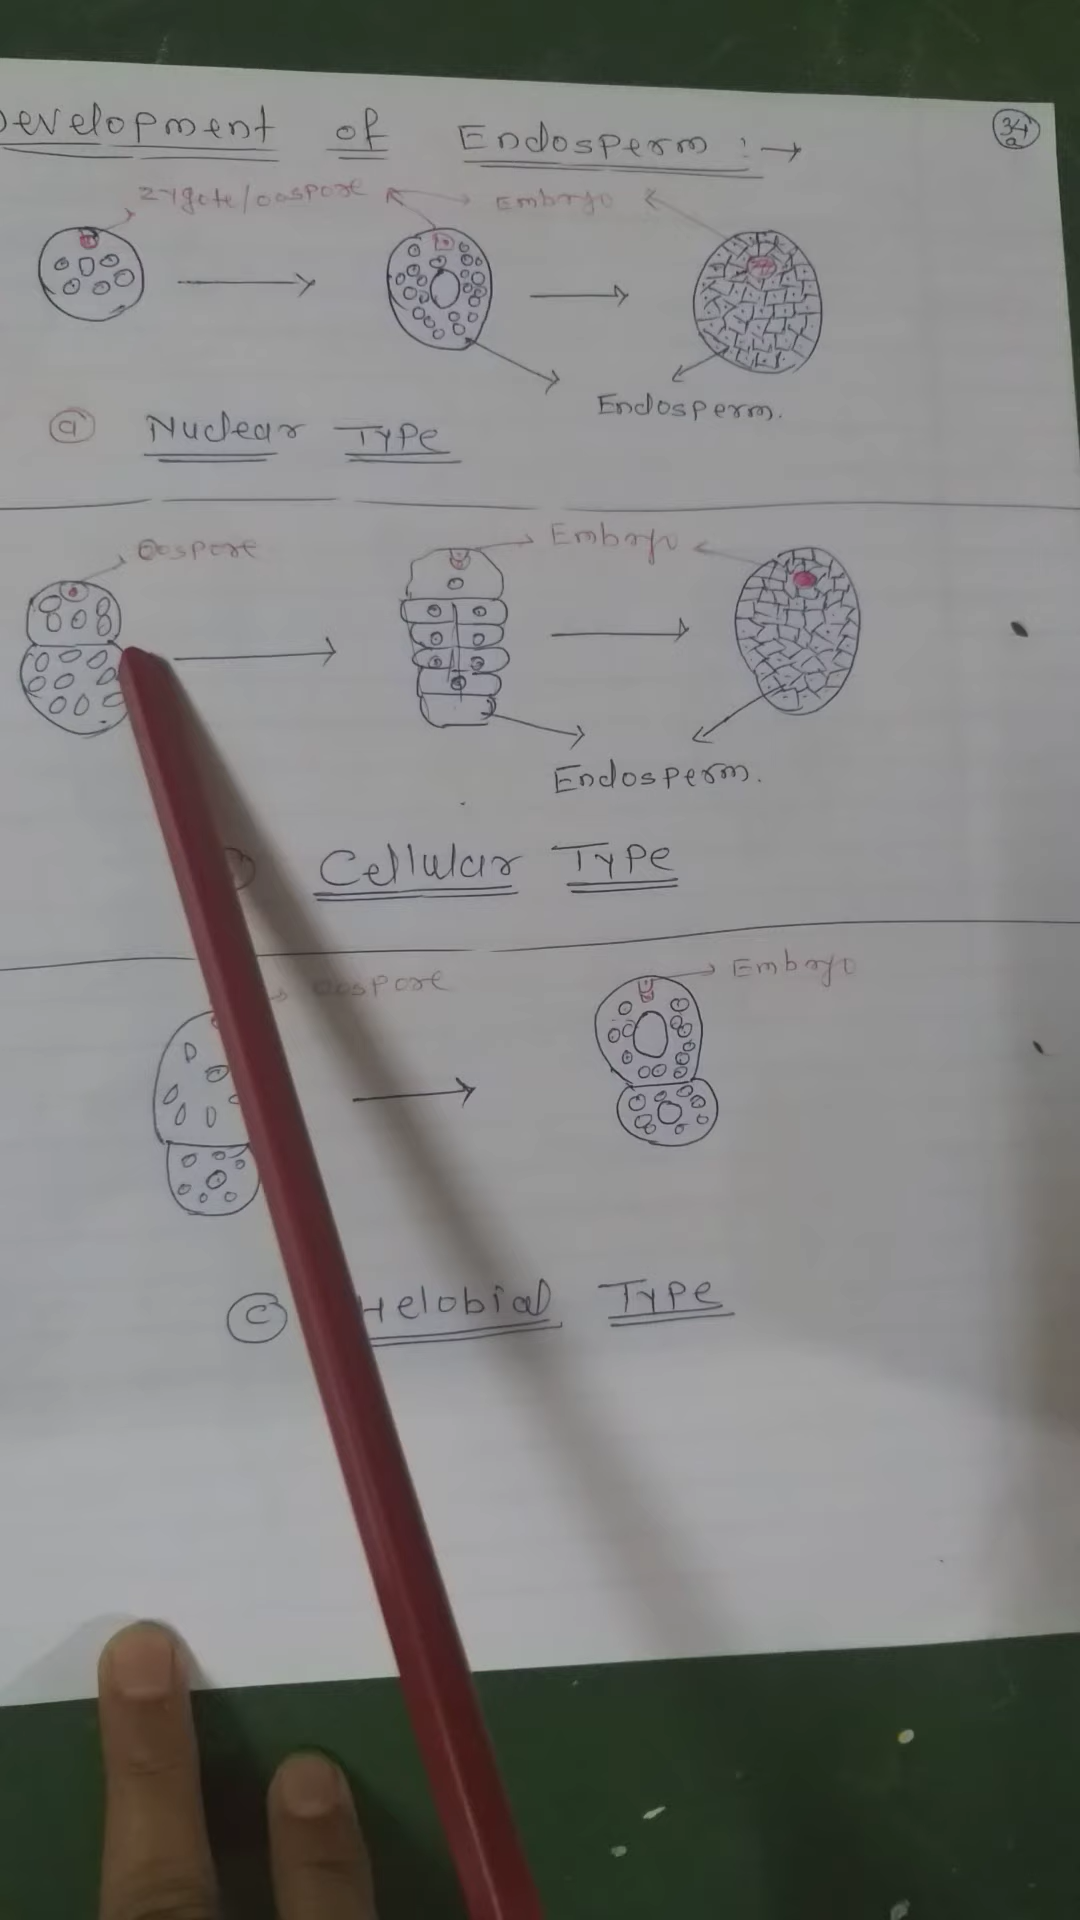 Development of Endosperm :→
34 a
zygote/oospore
Embryo
Endosperm.
a Nuclear Type
Oospore
Embryo
Endosperm.
Cellular Type
oospore
Embryo
C Helobial Type